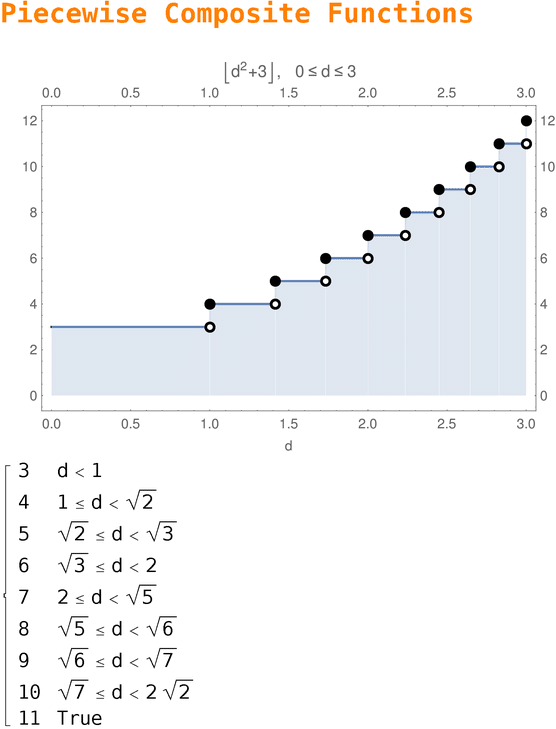 Piecewise Composite Functions
⌊d²+3⌋, 0 ≤ d ≤ 3
0.0 0.5 1.0 1.5 2.0 2.5 3.0
12 12
10 10
8 8
6 6
4 4
2 2
0 0
0.0 0.5 1.0 1.5 2.0 2.5 3.0
d
3 d < 1
4 1 ≤ d < √2
5 √2 ≤ d < √3
6 √3 ≤ d < 2
7 2 ≤ d < √5
8 √5 ≤ d < √6
9 √6 ≤ d < √7
10 √7 ≤ d < 2 √2
11 True